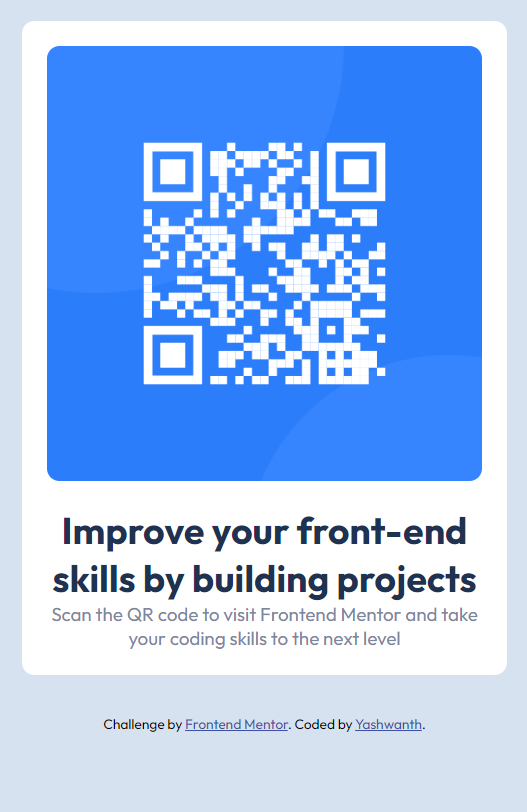 Improve your front-end
skills by building projects
Scan the QR code to visit Frontend Mentor and take
your coding skills to the next level
Challenge by Frontend Mentor. Coded by Yashwanth.